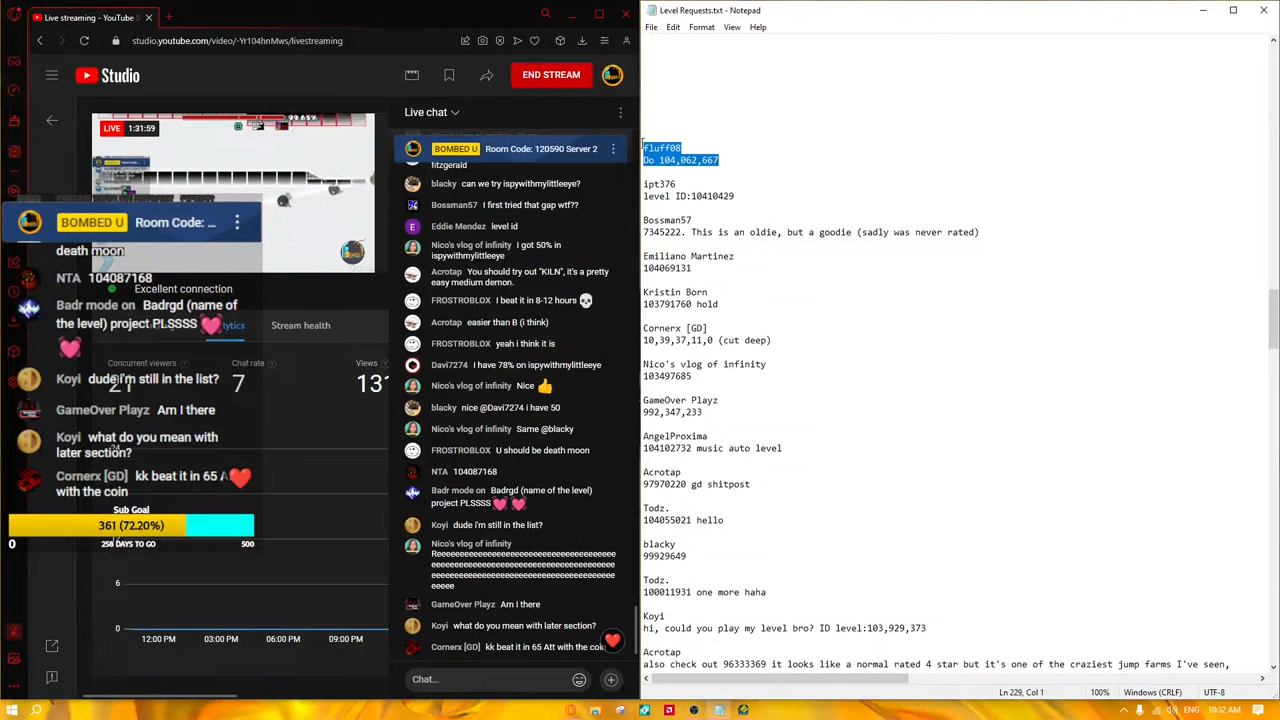 Live streaming - YouTube S
studio.youtube.com/video/-Yr104hnMws/livestreaming
Studio
END STREAM
LIVE 1:31:59
99.65%
Excellent connection
lytics
Stream health
Concurrent viewers
Chat rate
Views
21
7
131
24
6
0
12:00 PM
03:00 PM
06:00 PM
09:00 PM
BOMBED U Room Code: ...
death moon
NTA 104087168
Badr mode on Badrgd (name of
the level) project PLSSSS 💓
💓
Koyi dude i'm still in the list?
GameOver Playz Am I there
Koyi what do you mean with
later section?
Cornerx [GD] kk beat it in 65 A❤️
with the coin
Sub Goal
361 (72.20%)
0
258 DAYS TO GO
500
Live chat
BOMBED U Room Code: 120590 Server 2
fitzgerald
blacky can we try ispywithmylittleeye?
Bossman57 I first tried that gap wtf??
Eddie Mendez level id
Nico's vlog of infinity I got 50% in
ispywithmylittleeye
Acrotap You should try out "KILN", it's a pretty
easy medium demon.
FROSTROBLOX I beat it in 8-12 hours 💀
Acrotap easier than B (i think)
FROSTROBLOX yeah i think it is
Davi7274 I have 78% on ispywithmylittleeye
Nico's vlog of infinity Nice 👍
blacky nice @Davi7274 i have 50
Nico's vlog of infinity Same @blacky
FROSTROBLOX U should be death moon
NTA 104087168
Badr mode on Badrgd (name of the level)
project PLSSSS 💓 💓
Koyi dude i'm still in the list?
Nico's vlog of infinity
GameOver Playz Am I there
Koyi what do you mean with later section?
Cornerx [GD] kk beat it in 65 Att with the coin
Chat...
Level Requests.txt - Notepad
File Edit Format View Help
fluff08
Do 104,062,667
ipt376
level ID:10410429
Bossman57
7345222. This is an oldie, but a goodie (sadly was never rated)
Emiliano Martinez
104069131
Kristin Born
103791760 hold
Cornerx [GD]
10,39,37,11,0 (cut deep)
Nico's vlog of infinity
103497685
GameOver Playz
992,347,233
AngelProxima
104102732 music auto level
Acrotap
97970220 gd shitpost
Todz.
104055021 hello
blacky
99929649
Todz.
100011931 one more haha
Koyi
hi, could you play my level bro? ID level:103,929,373
Acrotap
also check out 96333369 it looks like a normal rated 4 star but it's one of the craziest jump farms I've seen,
Ln 229, Col 1
100%
Windows (CRLF)
UTF-8
ENG
10:32 AM